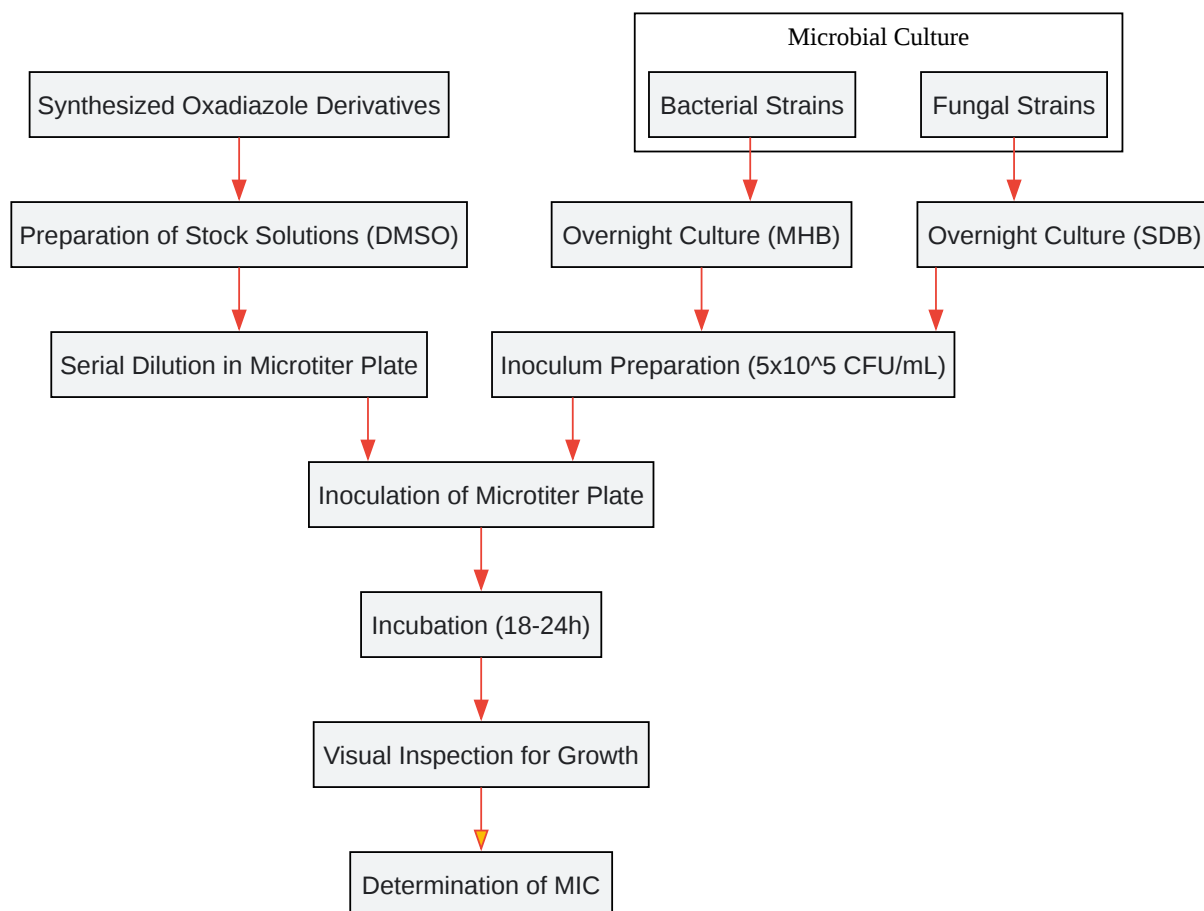 Microbial Culture
Synthesized Oxadiazole Derivatives
Bacterial Strains
Fungal Strains
Preparation of Stock Solutions (DMSO)
Overnight Culture (MHB)
Overnight Culture (SDB)
Serial Dilution in Microtiter Plate
Inoculum Preparation (5x10^5 CFU/mL)
Inoculation of Microtiter Plate
Incubation (18-24h)
Visual Inspection for Growth
Determination of MIC